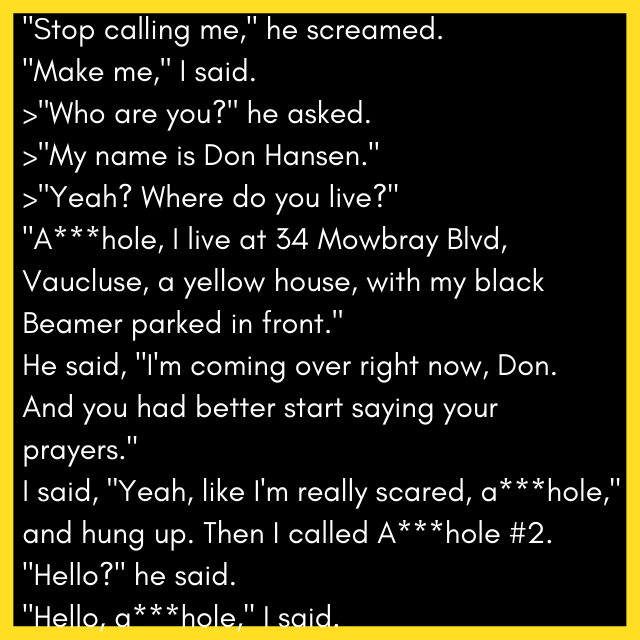 "Stop calling me," he screamed.
"Make me," I said.
>"Who are you?" he asked.
>"My name is Don Hansen."
>"Yeah? Where do you live?"
"A***hole, I live at 34 Mowbray Blvd,
Vaucluse, a yellow house, with my black
Beamer parked in front."
He said, "I'm coming over right now, Don.
And you had better start saying your
prayers."
I said, "Yeah, like I'm really scared, a***hole,"
and hung up. Then I called A***hole #2.
"Hello?" he said.
"Hello, a***hole," I said.